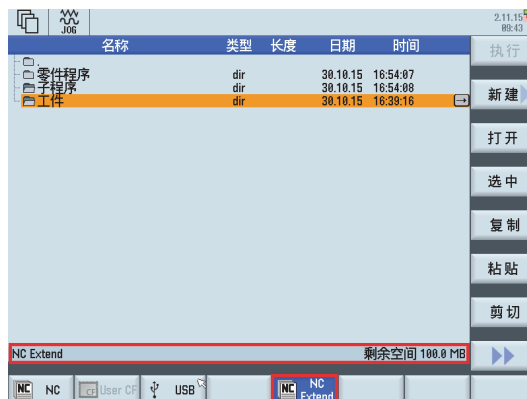 JOG
2.11.15
09:43
名称 类型 长度 日期 时间
.
零件程序 dir 30.10.15 16:54:07
子程序 dir 30.10.15 16:54:08
工件 dir 30.10.15 16:39:16
执行
新建
打开
选中
复制
粘贴
剪切
NC Extend 剩余空间 100.0 MB
NC NC
CF User CF
USB
NC NC
Extend